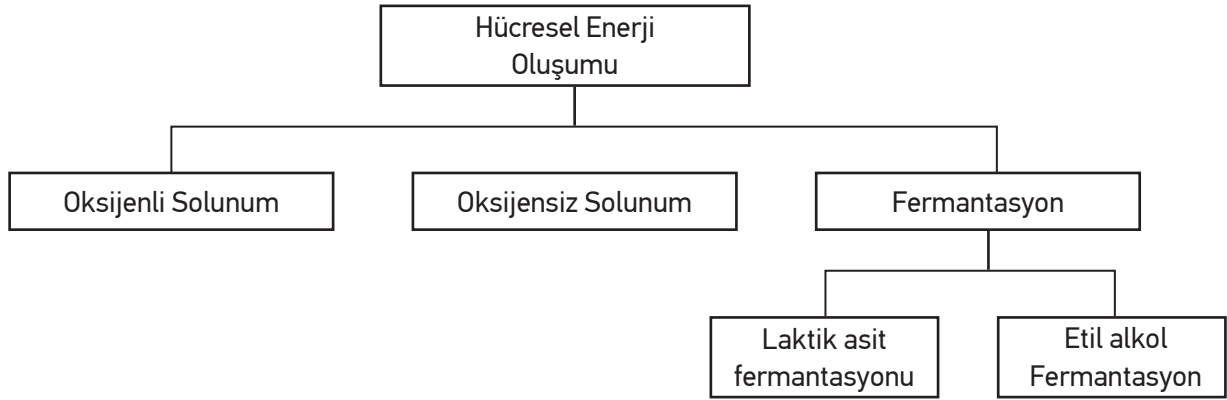 Hücresel Enerji
Oluşumu
Oksijenli Solunum
Oksijensiz Solunum
Fermantasyon
Laktik asit
fermantasyonu
Etil alkol
Fermantasyon